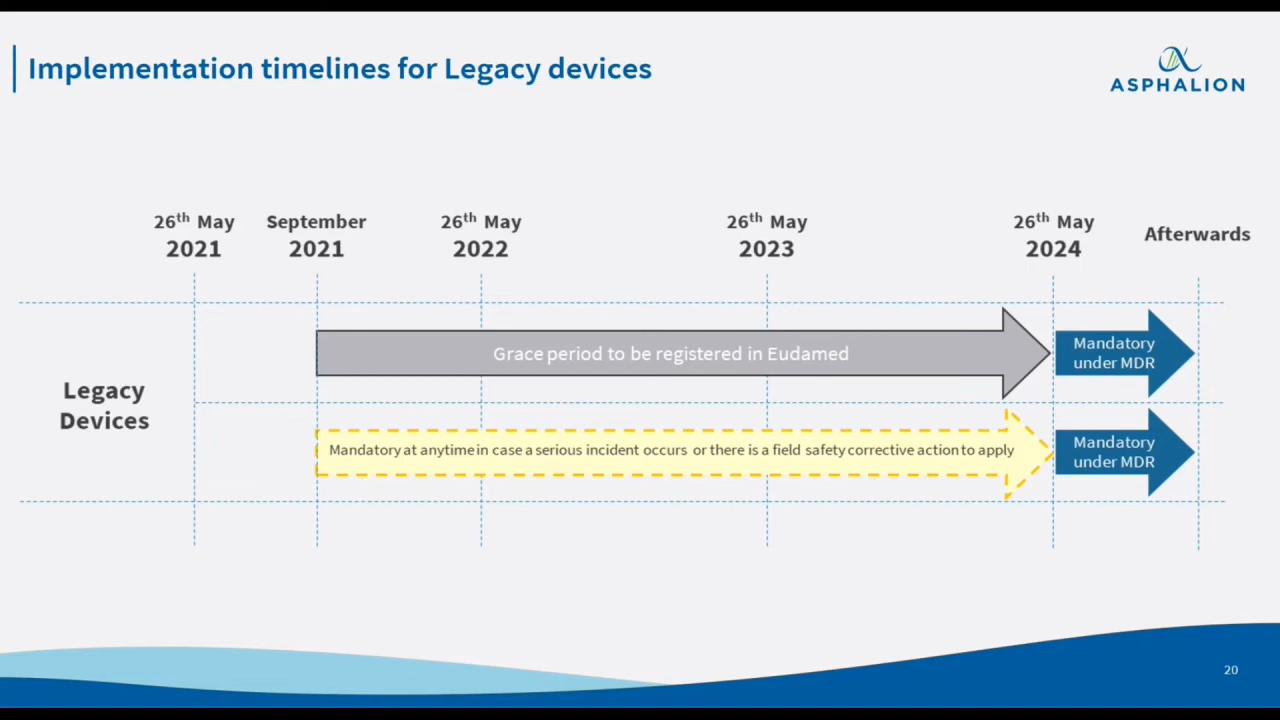 Implementation timelines for Legacy devices
ASPHALION
26th May
2021
September
2021
26th May
2022
26th May
2023
26th May
2024
Afterwards
Legacy
Devices
Grace period to be registered in Eudamed
Mandatory
under MDR
Mandatory at anytime in case a serious incident occurs or there is a field safety corrective action to apply
Mandatory
under MDR
20